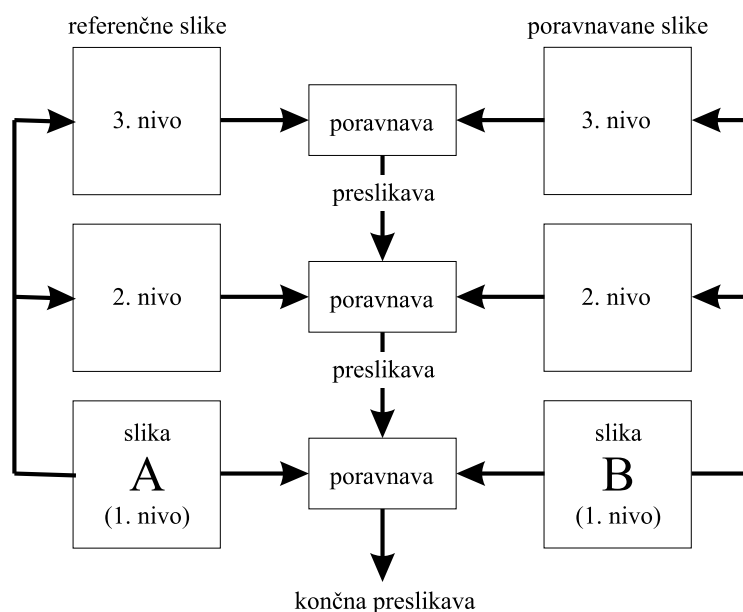 referenčne slike
poravnavane slike
3. nivo
poravnava
3. nivo
preslikava
2. nivo
poravnava
2. nivo
preslikava
slika
A
(1. nivo)
poravnava
slika
B
(1. nivo)
končna preslikava